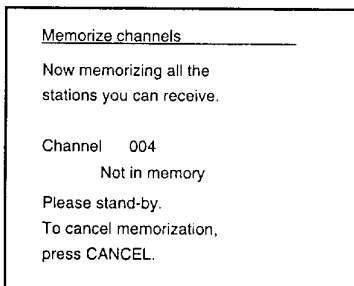 Memorize channels
Now memorizing all the
stations you can receive.
Channel 004
Not in memory
Please stand-by.
To cancel memorization,
press CANCEL.